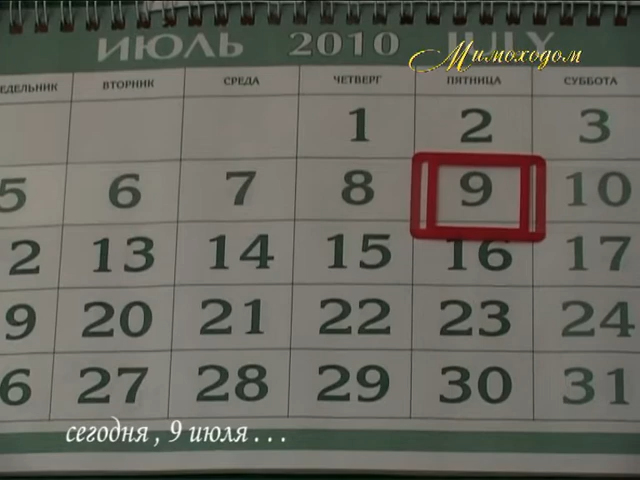 ИЮЛЬ 2010 JULY
Мимоходом
ВТОРНИК СРЕДА ЧЕТВЕРГ ПЯТНИЦА СУББОТА
1 2 3
5 6 7 8 9 10
2 13 14 15 16 17
9 20 21 22 23 24
6 27 28 29 30 31
сегодня , 9 июля . . .